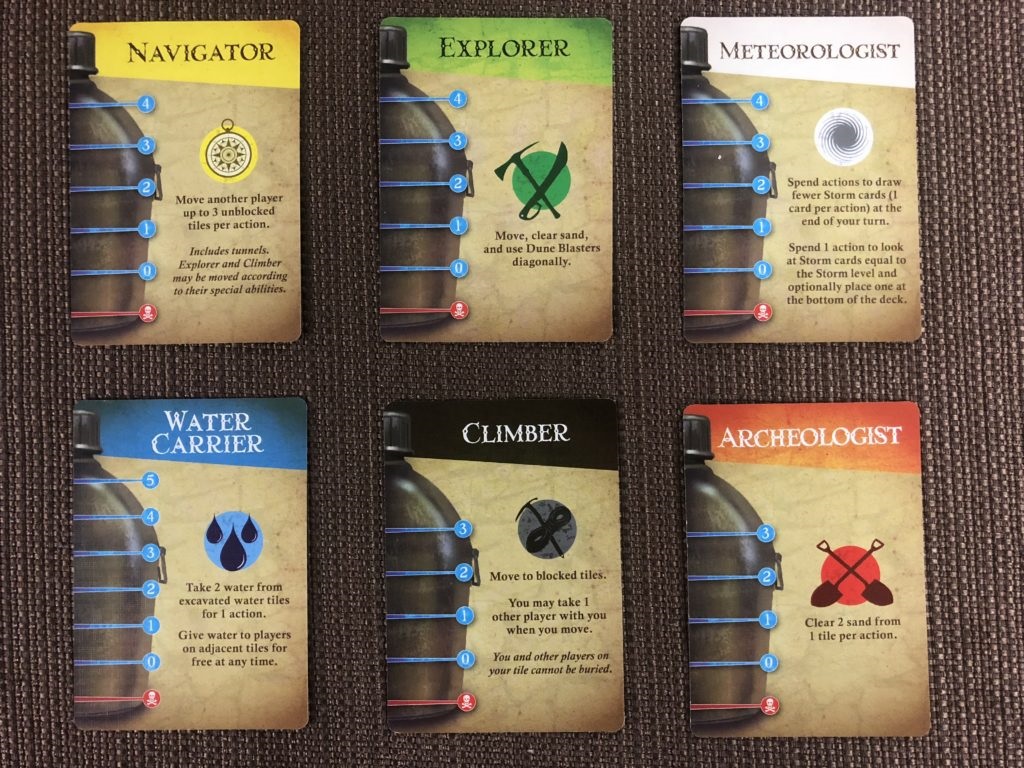 NAVIGATOR
4
3
2
1
0
Move another player
up to 3 unblocked
tiles per action.
Includes tunnels.
Explorer and Climber
may be moved according
to their special abilities.
EXPLORER
4
3
2
1
0
Move, clear sand,
and use Dune Blasters
diagonally.
METEOROLOGIST
4
3
2
1
0
Spend actions to draw
fewer Storm cards (1
card per action) at the
end of your turn.
Spend 1 action to look
at Storm cards equal to
the Storm level and
optionally place one at
the bottom of the deck.
WATER
CARRIER
5
4
3
2
1
0
Take 2 water from
excavated water tiles
for 1 action.
Give water to players
on adjacent tiles for
free at any time.
CLIMBER
3
2
1
0
Move to blocked tiles.
You may take 1
other player with you
when you move.
You and other players on
your tile cannot be buried.
ARCHEOLOGIST
3
2
1
0
Clear 2 sand from
1 tile per action.